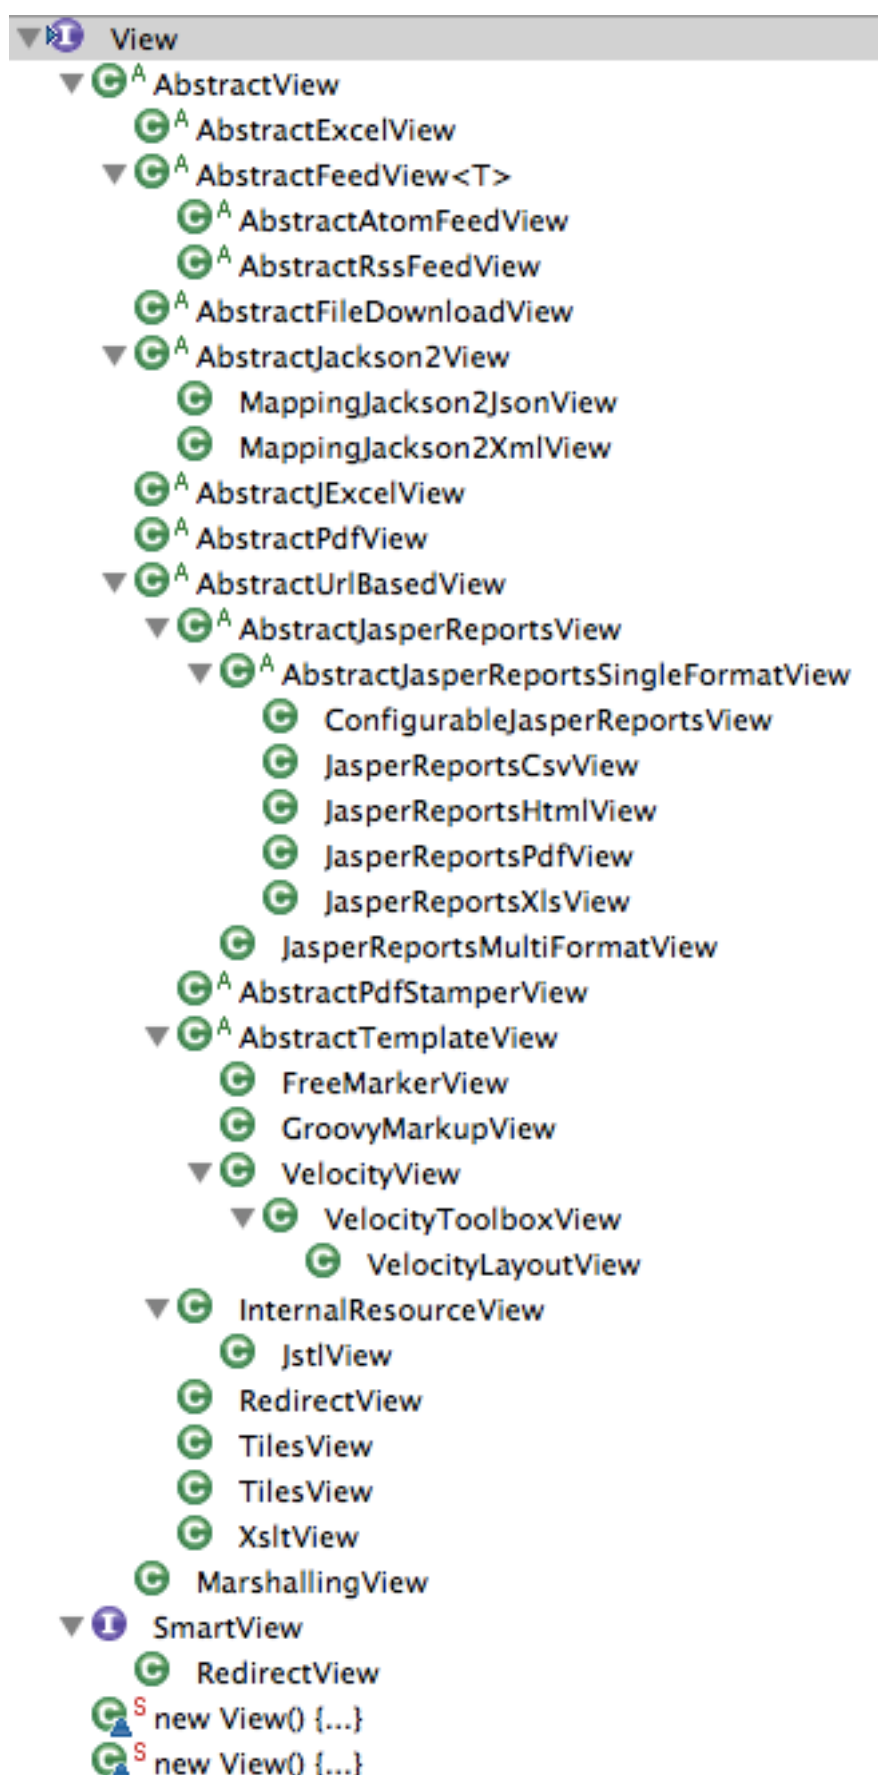 View
AbstractView
AbstractExcelView
AbstractFeedView<T>
AbstractAtomFeedView
AbstractRssFeedView
AbstractFileDownloadView
AbstractJackson2View
MappingJackson2JsonView
MappingJackson2XmlView
AbstractJExcelView
AbstractPdfView
AbstractUrlBasedView
AbstractJasperReportsView
AbstractJasperReportsSingleFormatView
ConfigurableJasperReportsView
JasperReportsCsvView
JasperReportsHtmlView
JasperReportsPdfView
JasperReportsXlsView
JasperReportsMultiFormatView
AbstractPdfStamperView
AbstractTemplateView
FreeMarkerView
GroovyMarkupView
VelocityView
VelocityToolboxView
VelocityLayoutView
InternalResourceView
JstlView
RedirectView
TilesView
TilesView
XsltView
MarshallingView
SmartView
RedirectView
new View() {...}
new View() {...}